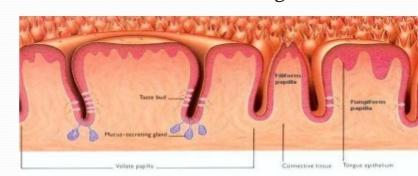 Filiform
papilla
Fungiform
papilla
Taste bud
Mucus-secreting gland
Vallate papilla
Connective tissue
Tongue epithelium